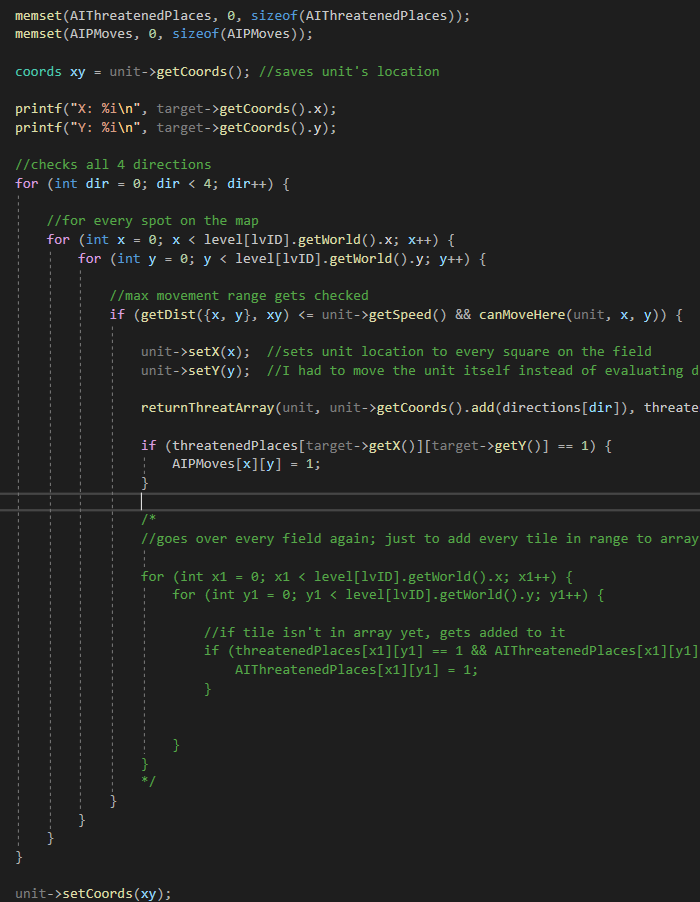 memset(AIThreatenedPlaces, 0, sizeof(AIThreatenedPlaces));
memset(AIPMoves, 0, sizeof(AIPMoves));
coords xy = unit->getCoords(); //saves unit's location
printf("X: %i\n", target->getCoords().x);
printf("Y: %i\n", target->getCoords().y);
//checks all 4 directions
for (int dir = 0; dir < 4; dir++) {
//for every spot on the map
for (int x = 0; x < level[lvID].getWorld().x; x++) {
for (int y = 0; y < level[lvID].getWorld().y; y++) {
//max movement range gets checked
if (getDist({x, y}, xy) <= unit->getSpeed() && canMoveHere(unit, x, y)) {
unit->setX(x); //sets unit location to every square on the field
unit->setY(y); //I had to move the unit itself instead of evaluating d
returnThreatArray(unit, unit->getCoords().add(directions[dir]), threate
if (threatenedPlaces[target->getX()][target->getY()] == 1) {
AIPMoves[x][y] = 1;
}
/*
//goes over every field again; just to add every tile in range to array
for (int x1 = 0; x1 < level[lvID].getWorld().x; x1++) {
for (int y1 = 0; y1 < level[lvID].getWorld().y; y1++) {
//if tile isn't in array yet, gets added to it
if (threatenedPlaces[x1][y1] == 1 && AIThreatenedPlaces[x1][y1]
AIThreatenedPlaces[x1][y1] = 1;
}
}
}
*/
}
}
}
}
unit->setCoords(xy);